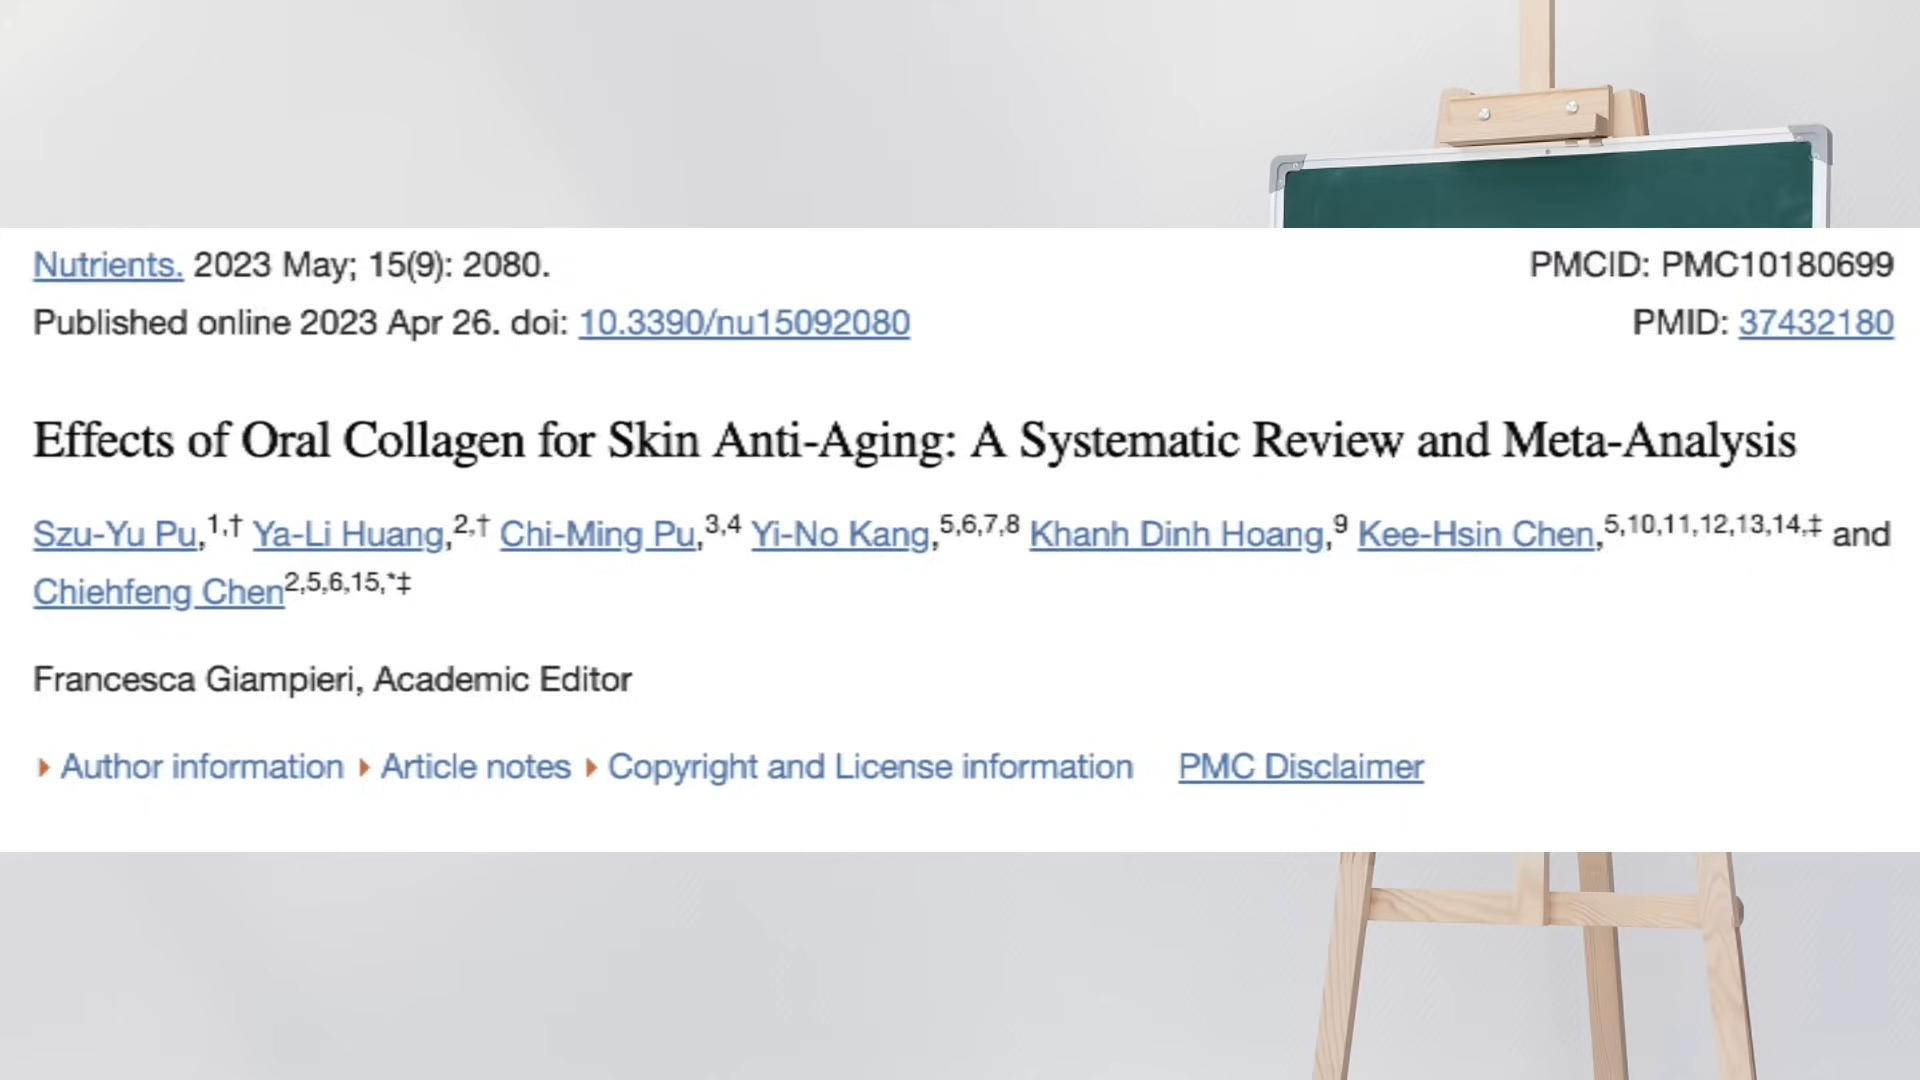 Nutrients. 2023 May; 15(9): 2080.
PMCID: PMC10180699
Published online 2023 Apr 26. doi: 10.3390/nu15092080
PMID: 37432180
Effects of Oral Collagen for Skin Anti-Aging: A Systematic Review and Meta-Analysis
Szu-Yu Pu,1,† Ya-Li Huang,2,† Chi-Ming Pu,3,4 Yi-No Kang,5,6,7,8 Khanh Dinh Hoang,9 Kee-Hsin Chen,5,10,11,12,13,14,‡ and
Chiehfeng Chen2,5,6,15,*‡
Francesca Giampieri, Academic Editor
Author information Article notes Copyright and License information PMC Disclaimer